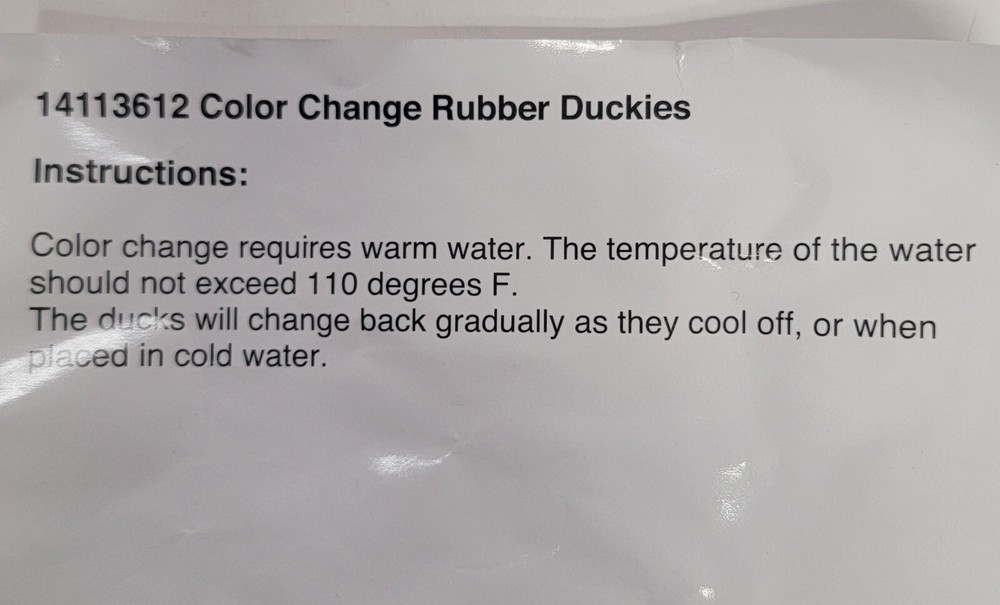 14113612 Color Change Rubber Duckies
Instructions:
Color change requires warm water. The temperature of the water
should not exceed 110 degrees F.
The ducks will change back gradually as they cool off, or when
placed in cold water.